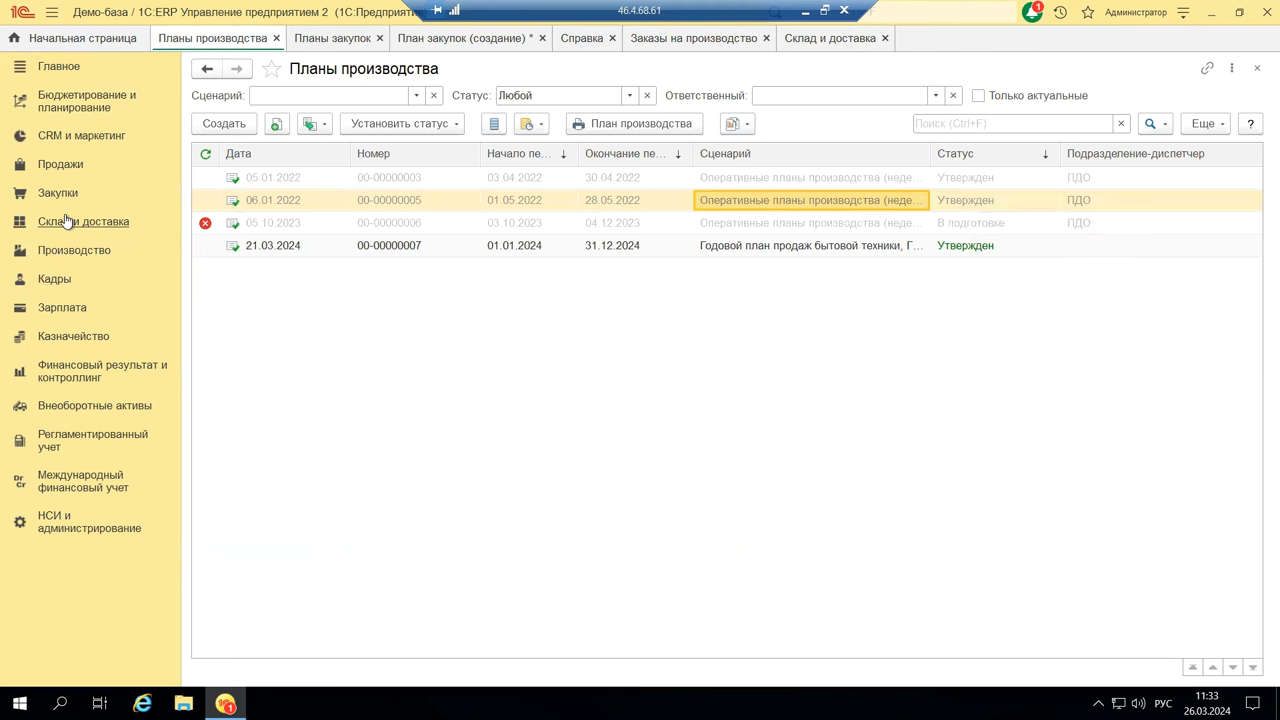 Демо-база / 1С:ERP Управление предприятием 2 (1С:Предприяти
46.4.68.61
1
Администратор
Начальная страница
Планы производства
Планы закупок
План закупок (создание) *
Справка
Заказы на производство
Склад и доставка
Главное
Бюджетирование и
планирование
CRM и маркетинг
Продажи
Закупки
Склад и доставка
Производство
Кадры
Зарплата
Казначейство
Финансовый результат и
контроллинг
Внеоборотные активы
Регламентированный
учет
Dr
Cr
Международный
финансовый учет
НСИ и
администрирование
Планы производства
Сценарий:
Статус: Любой
Ответственный:
Только актуальные
Создать
Установить статус
План производства
Поиск (Ctrl+F)
Еще
?
Дата Номер Начало пе... Окончание пе... Сценарий Статус Подразделение-диспетчер
05.01.2022 00-00000003 03.04.2022 30.04.2022 Оперативные планы производства (неде... Утвержден ПДО
06.01.2022 00-00000005 01.05.2022 28.05.2022 Оперативные планы производства (неде... Утвержден ПДО
05.10.2023 00-00000006 03.10.2023 04.12.2023 Оперативные планы производства (неде... В подготовке ПДО
21.03.2024 00-00000007 01.01.2024 31.12.2024 Годовой план продаж бытовой техники, Г... Утвержден
1
РУС
11:33
26.03.2024